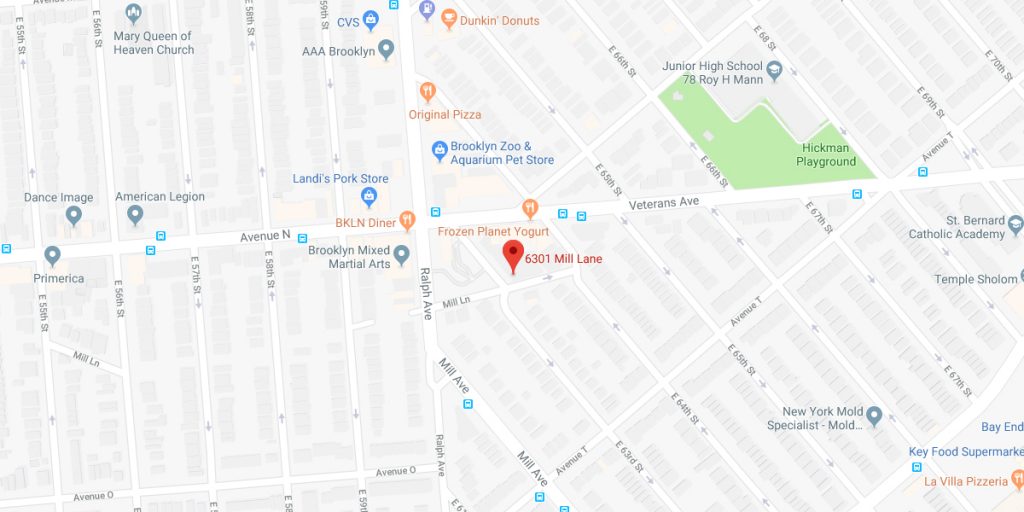 Avenue N
E 55th St
E 56th St
E 58th St
E 59th St
Mary Queen of
Heaven Church
CVS
Dunkin' Donuts
AAA Brooklyn
E 66th St
E 68 St
Junior High School
78 Roy H Mann
E 69th St
Avenue T
Original Pizza
Brooklyn Zoo &
Aquarium Pet Store
Hickman
Playground
Landi's Pork Store
E 65th St
E 66th St
Dance Image
American Legion
Veterans Ave
E 67th St
BKLN Diner
Avenue N
Frozen Planet Yogurt
St. Bernard
Catholic Academy
Brooklyn Mixed
Martial Arts
6301 Mill Lane
Primerica
E 57th St
Temple Sholom
E 55th St
E 56th St
E 58th St
Ralph Ave
Mill Ln
Avenue T
Mill Ln
E 65th St
E 67th St
Mill Ave
E 64th St
New York Mold
Specialist - Mold...
Bay End
E 63rd St
Ralph Ave
Key Food Supermarke
Avenue T
Mill Ave
Avenue O
Avenue O
E 56th St
E 58th St
E 59th St
La Villa Pizzeria